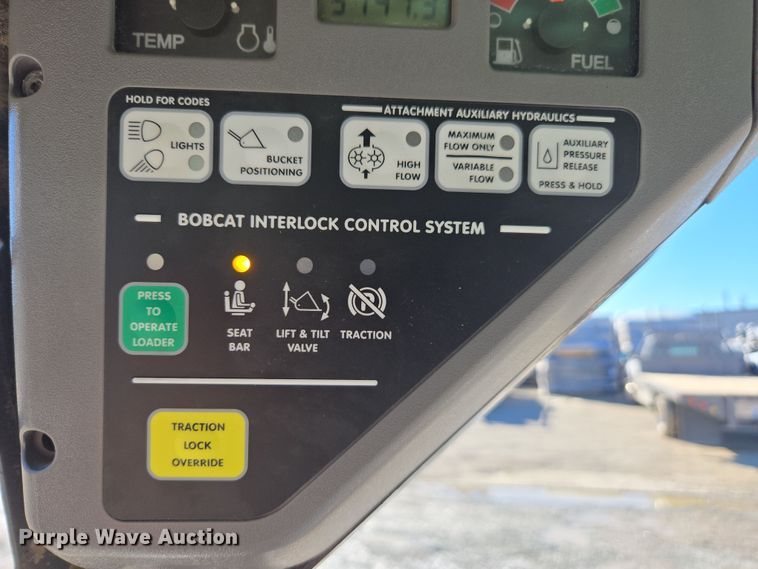 TEMP
FUEL
HOLD FOR CODES
ATTACHMENT AUXILIARY HYDRAULICS
LIGHTS
BUCKET
POSITIONING
HIGH
FLOW
MAXIMUM
FLOW ONLY
VARIABLE
FLOW
AUXILIARY
PRESSURE
RELEASE
PRESS & HOLD
BOBCAT INTERLOCK CONTROL SYSTEM
PRESS
TO
OPERATE
LOADER
SEAT
BAR
LIFT & TILT
VALVE
TRACTION
TRACTION
LOCK
OVERRIDE
Purple Wave Auction